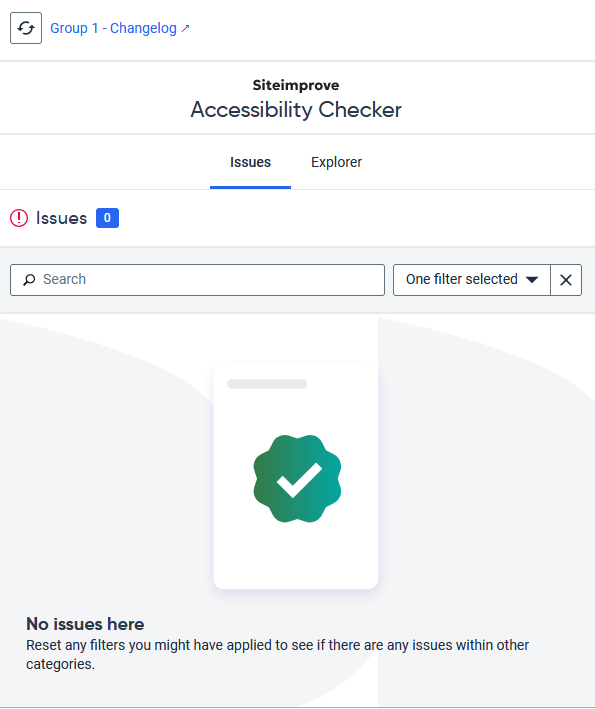 Group 1 - Changelog ↗
Siteimprove
Accessibility Checker
Issues Explorer
Issues 0
Search One filter selected
No issues here
Reset any filters you might have applied to see if there are any issues within other
categories.